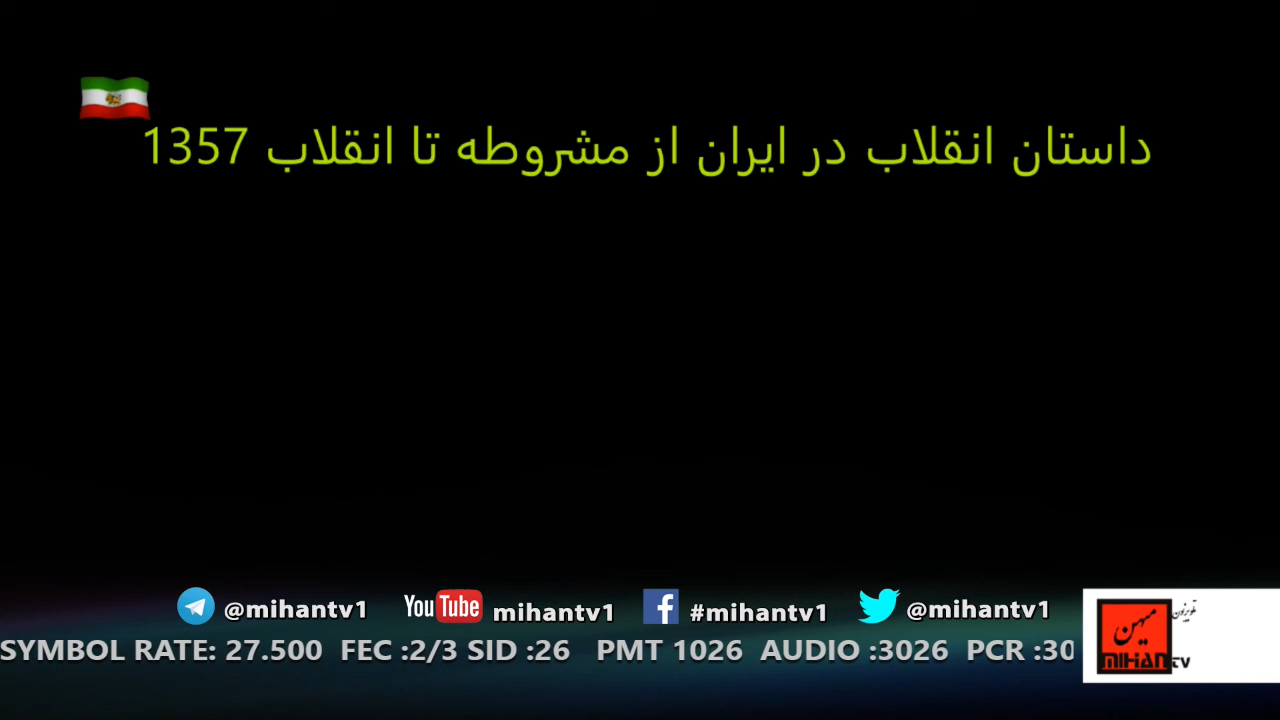 داستان انقلاب در ایران از مشروطه تا انقلاب 1357
@mihantv1 YouTube mihantv1 #mihantv1 @mihantv1
SYMBOL RATE: 27.500 FEC :2/3 SID :26 PMT 1026 AUDIO :3026 PCR :30
تلویزیون
میهن
MIHAN TV